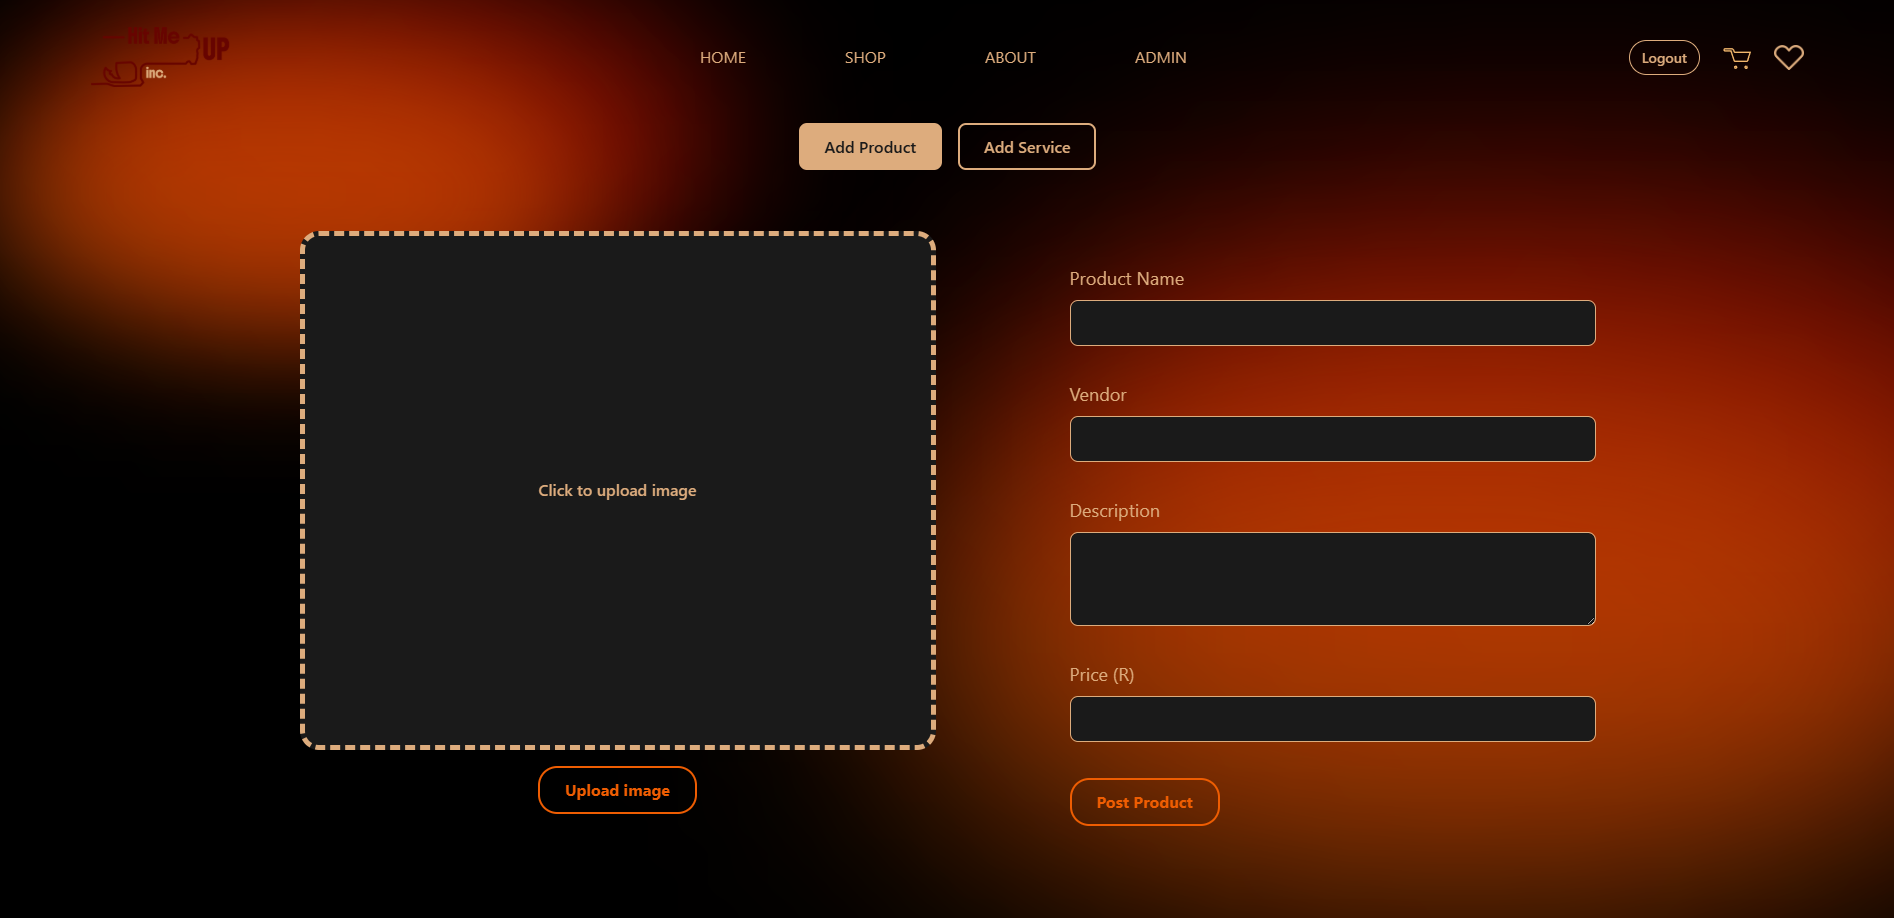 Hit Me
UP
inc.
HOME
SHOP
ABOUT
ADMIN
Logout
Add Product
Add Service
Click to upload image
Upload image
Product Name
Vendor
Description
Price (R)
Post Product